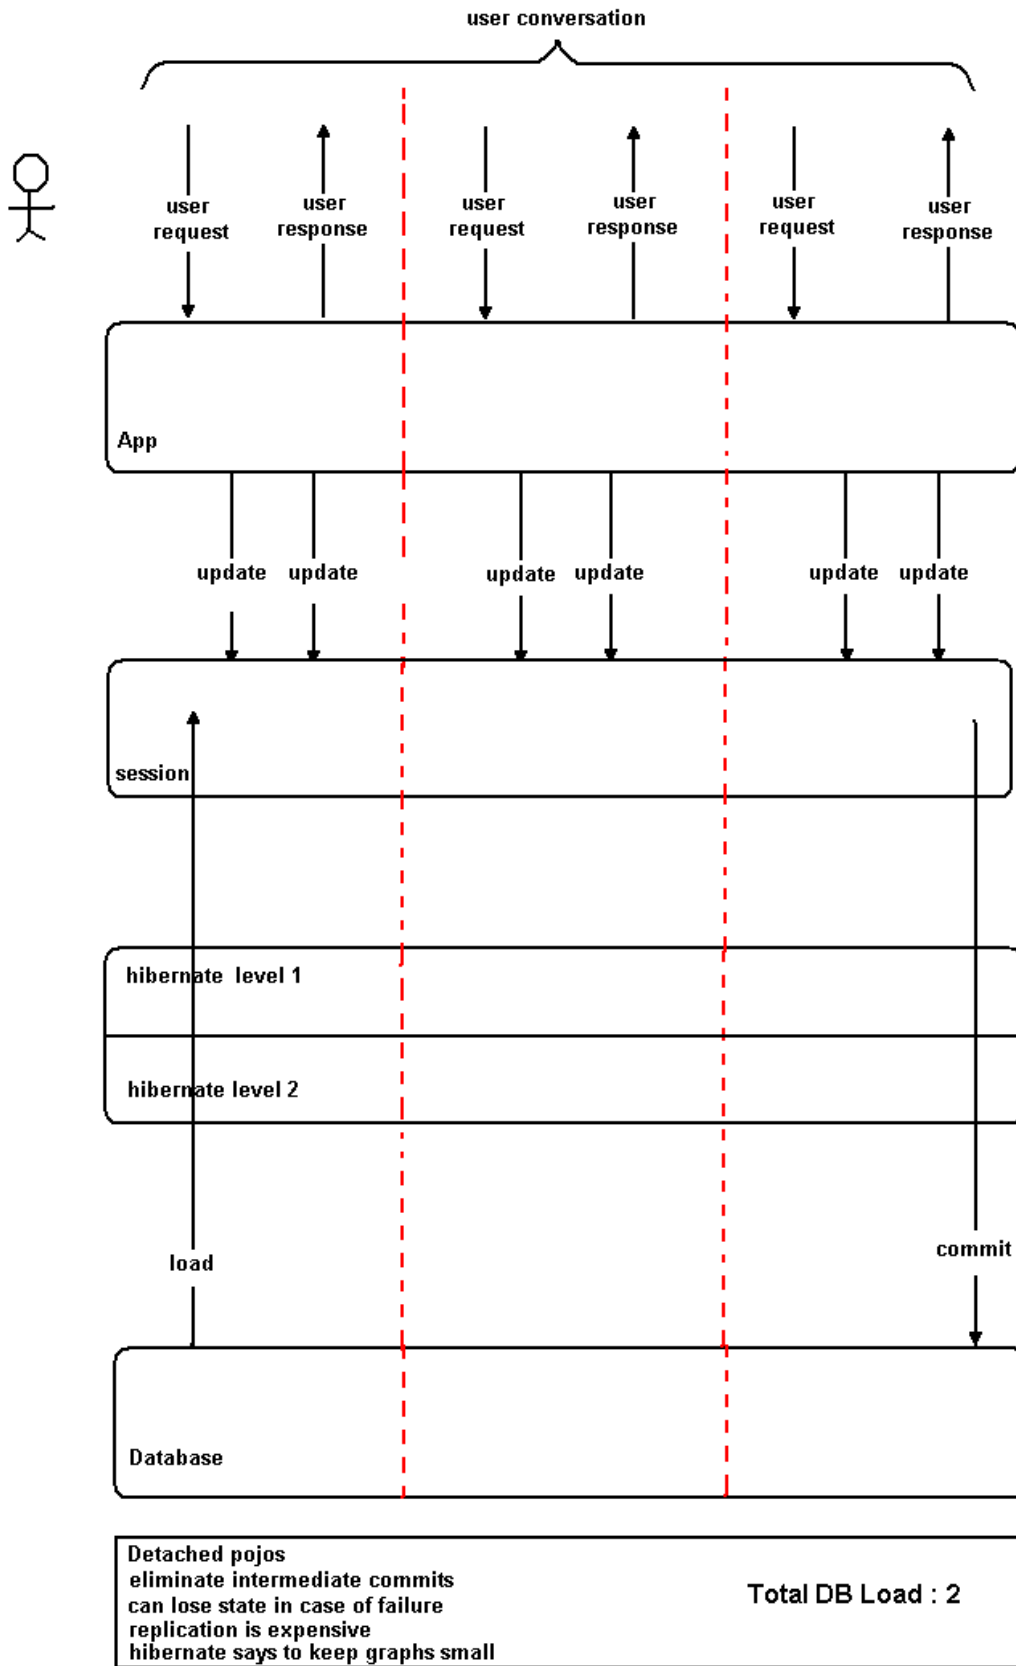 user conversation
user request
user response
user request
user response
user request
user response
App
update
update
update
update
update
update
session
hibernate level 1
hibernate level 2
load
commit
Database
Detached pojos
eliminate intermediate commits
can lose state in case of failure
replication is expensive
hibernate says to keep graphs small
Total DB Load : 2